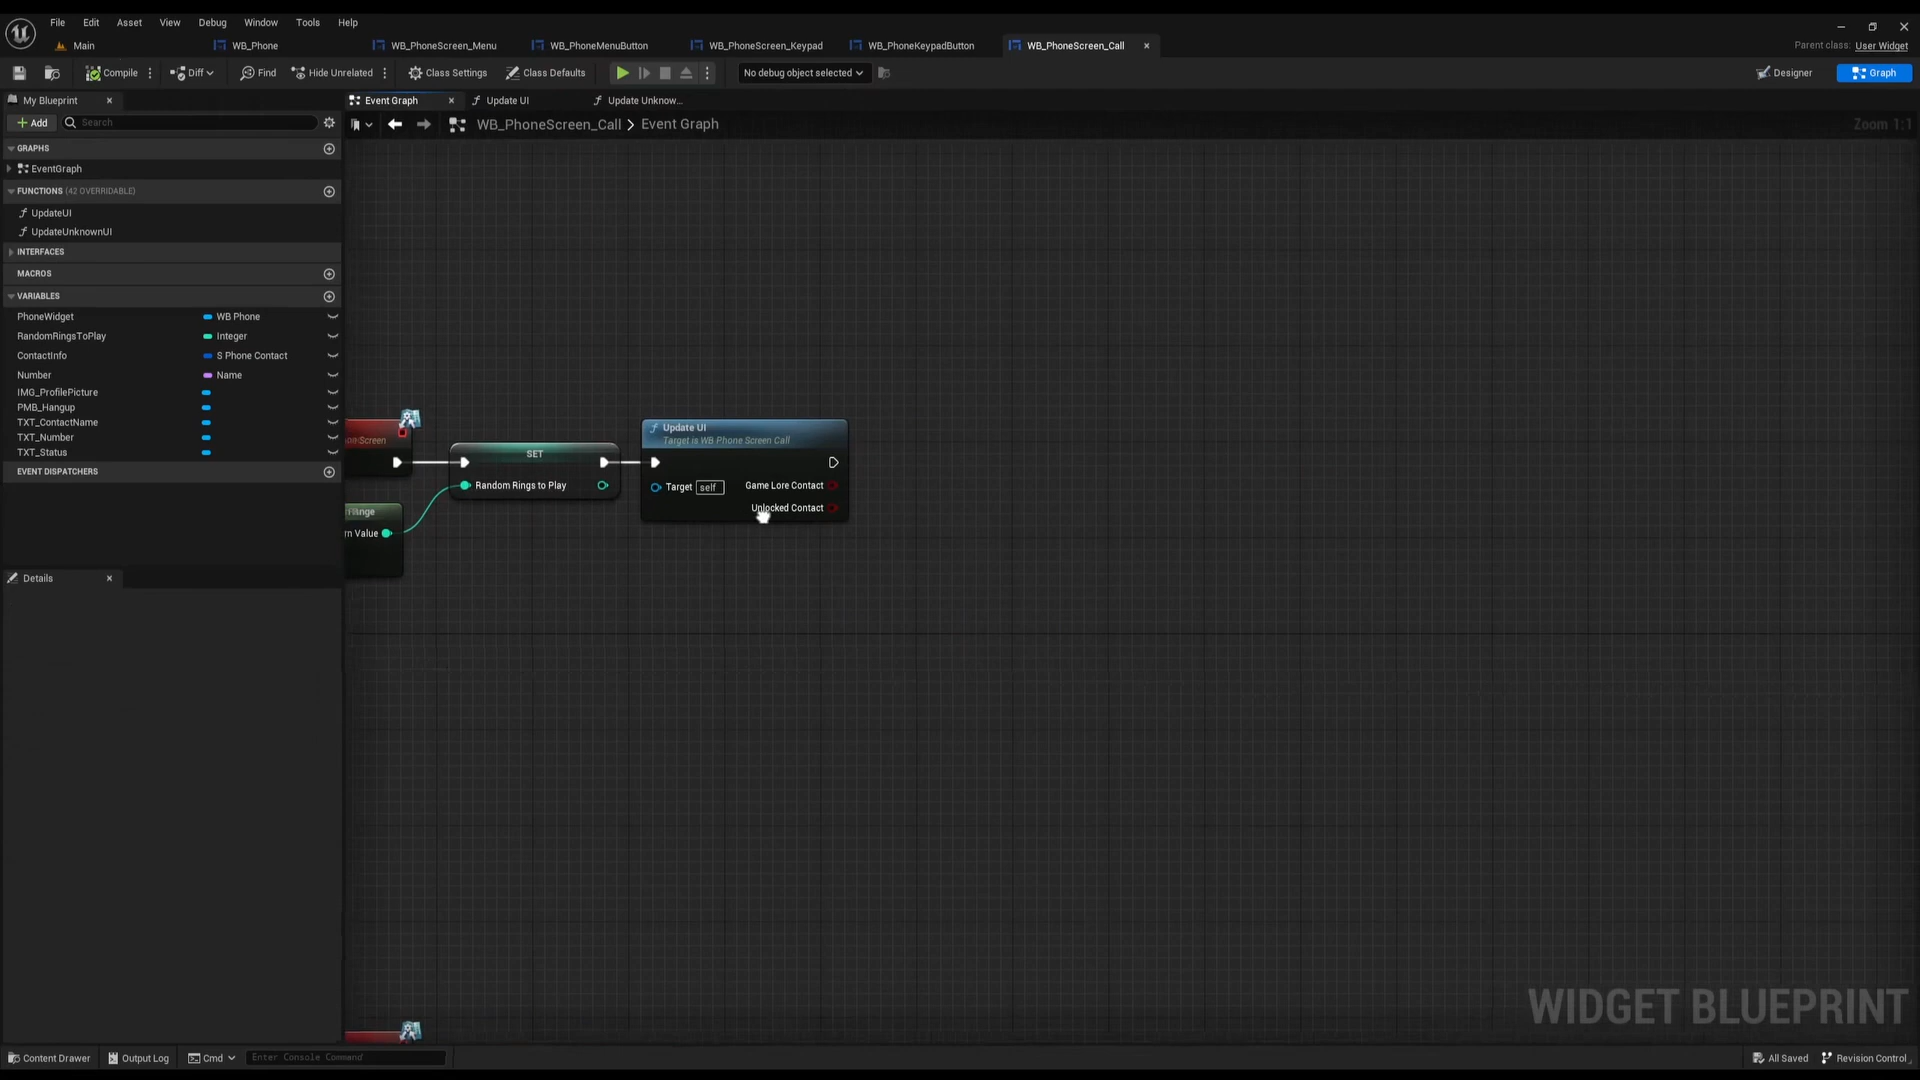 File Edit Asset View Debug Window Tools Help
Main WB_Phone WB_PhoneScreen_Menu WB_PhoneMenuButton WB_PhoneScreen_Keypad WB_PhoneKeypadButton WB_PhoneScreen_Call
Parent class: User Widget
Compile Diff Find Hide Unrelated Class Settings Class Defaults No debug object selected Designer Graph
My Blueprint Event Graph Update UI Update Unknow...
Add Search WB_PhoneScreen_Call > Event Graph Zoom 1:1
GRAPHS
EventGraph
FUNCTIONS (42 OVERRIDABLE)
UpdateUI
UpdateUnknownUI
INTERFACES
MACROS
VARIABLES
PhoneWidget WB Phone
RandomRingsToPlay Integer
ContactInfo S Phone Contact
Number Name
IMG_ProfilePicture
PMB_Hangup
TXT_ContactName
TXT_Number
TXT_Status
EVENT DISPATCHERS
Details
Screen
SET
Random Rings to Play
n Value
Update UI
Target is WB Phone Screen Call
Target self Game Lore Contact
Unlocked Contact
WIDGET BLUEPRINT
Content Drawer Output Log Cmd Enter Console Command All Saved Revision Control